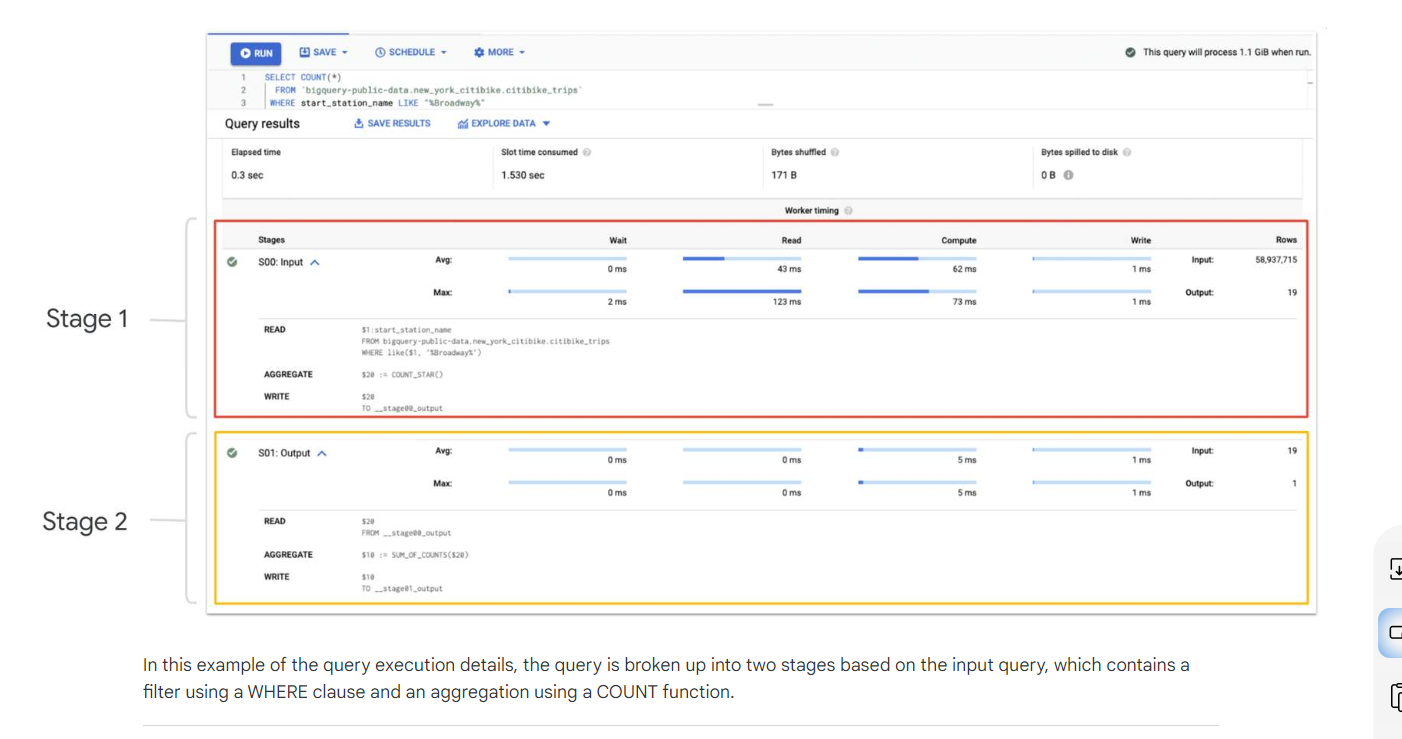 RUN SAVE SCHEDULE MORE This query will process 1.1 GiB when run.
1 SELECT COUNT(*)
2 FROM `bigquery-public-data.new_york_citibike.citibike_trips`
3 WHERE start_station_name LIKE "%Broadway%"
Query results SAVE RESULTS EXPLORE DATA
Elapsed time Slot time consumed Bytes shuffled Bytes spilled to disk
0.3 sec 1.530 sec 171 B 0 B
Worker timing
Stages Wait Read Compute Write Rows
S00: Input Avg: 0 ms 43 ms 62 ms 1 ms Input: 58,937,715
Max: 2 ms 123 ms 73 ms 1 ms Output: 19
Stage 1
READ $1:start_station_name
FROM bigquery-public-data.new_york_citibike.citibike_trips
WHERE like($1, '%Broadway%')
AGGREGATE $20 := COUNT_STAR()
WRITE $20
TO __stage00_output
S01: Output Avg: 0 ms 0 ms 5 ms 1 ms Input: 19
Max: 0 ms 0 ms 5 ms 1 ms Output: 1
Stage 2
READ $20
FROM __stage00_output
AGGREGATE $10 := SUM_OF_COUNTS($20)
WRITE $10
TO __stage01_output
In this example of the query execution details, the query is broken up into two stages based on the input query, which contains a
filter using a WHERE clause and an aggregation using a COUNT function.